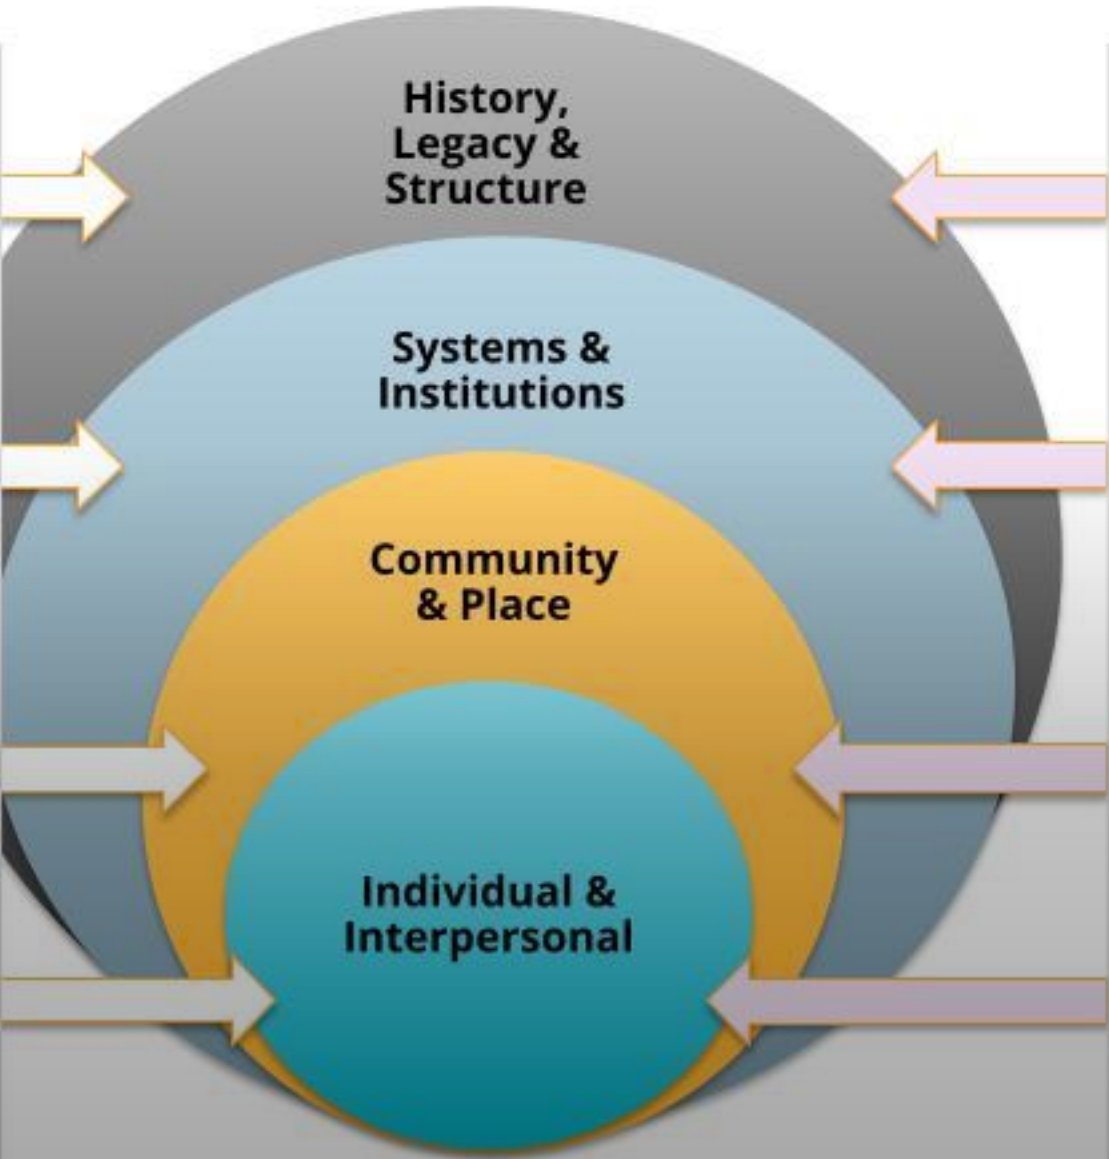 History,
Legacy &
Structure
Systems &
Institutions
Community
& Place
Individual &
Interpersonal